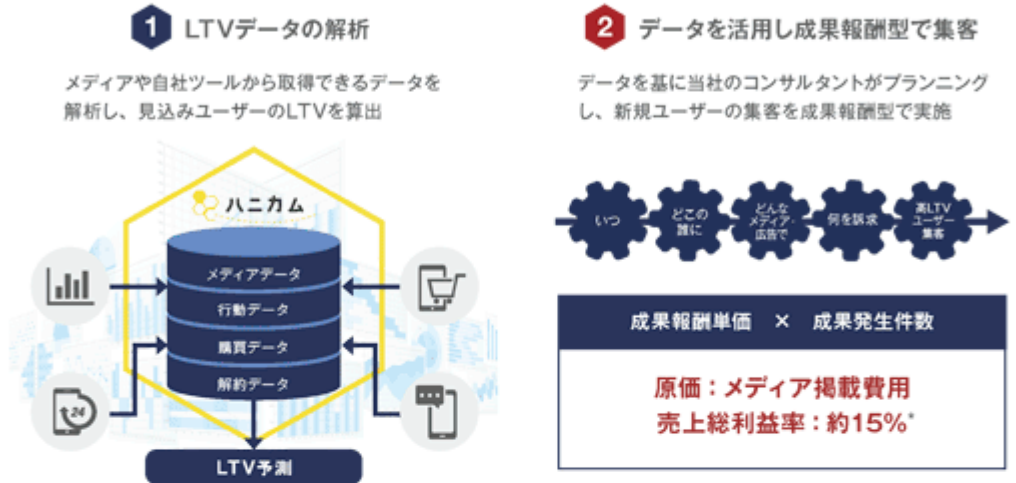 1 LTVデータの解析
メディアや自社ツールから取得できるデータを
解析し、見込みユーザーのLTVを算出
ハニカム
メディアデータ
行動データ
購買データ
解約データ
24
LTV予測
2 データを活用し成果報酬型で集客
データを基に当社のコンサルタントがプランニング
し、新規ユーザーの集客を成果報酬型で実施
いつ
どこの
誰に
どんな
メディア・
広告で
何を訴求
高LTV
ユーザー
集客
成果報酬単価 × 成果発生件数
原価：メディア掲載費用
売上総利益率：約15%*